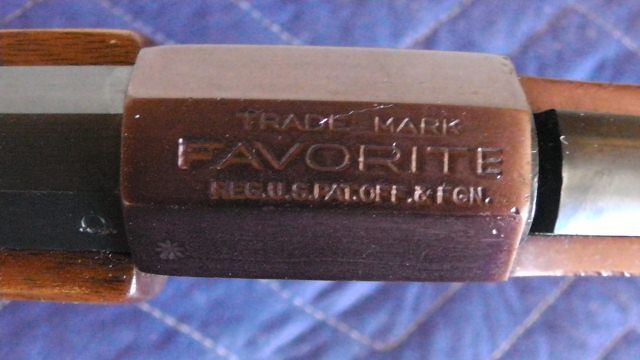 TRADE MARK
FAVORITE
REG.U.S.PAT.OFF.& FGN.